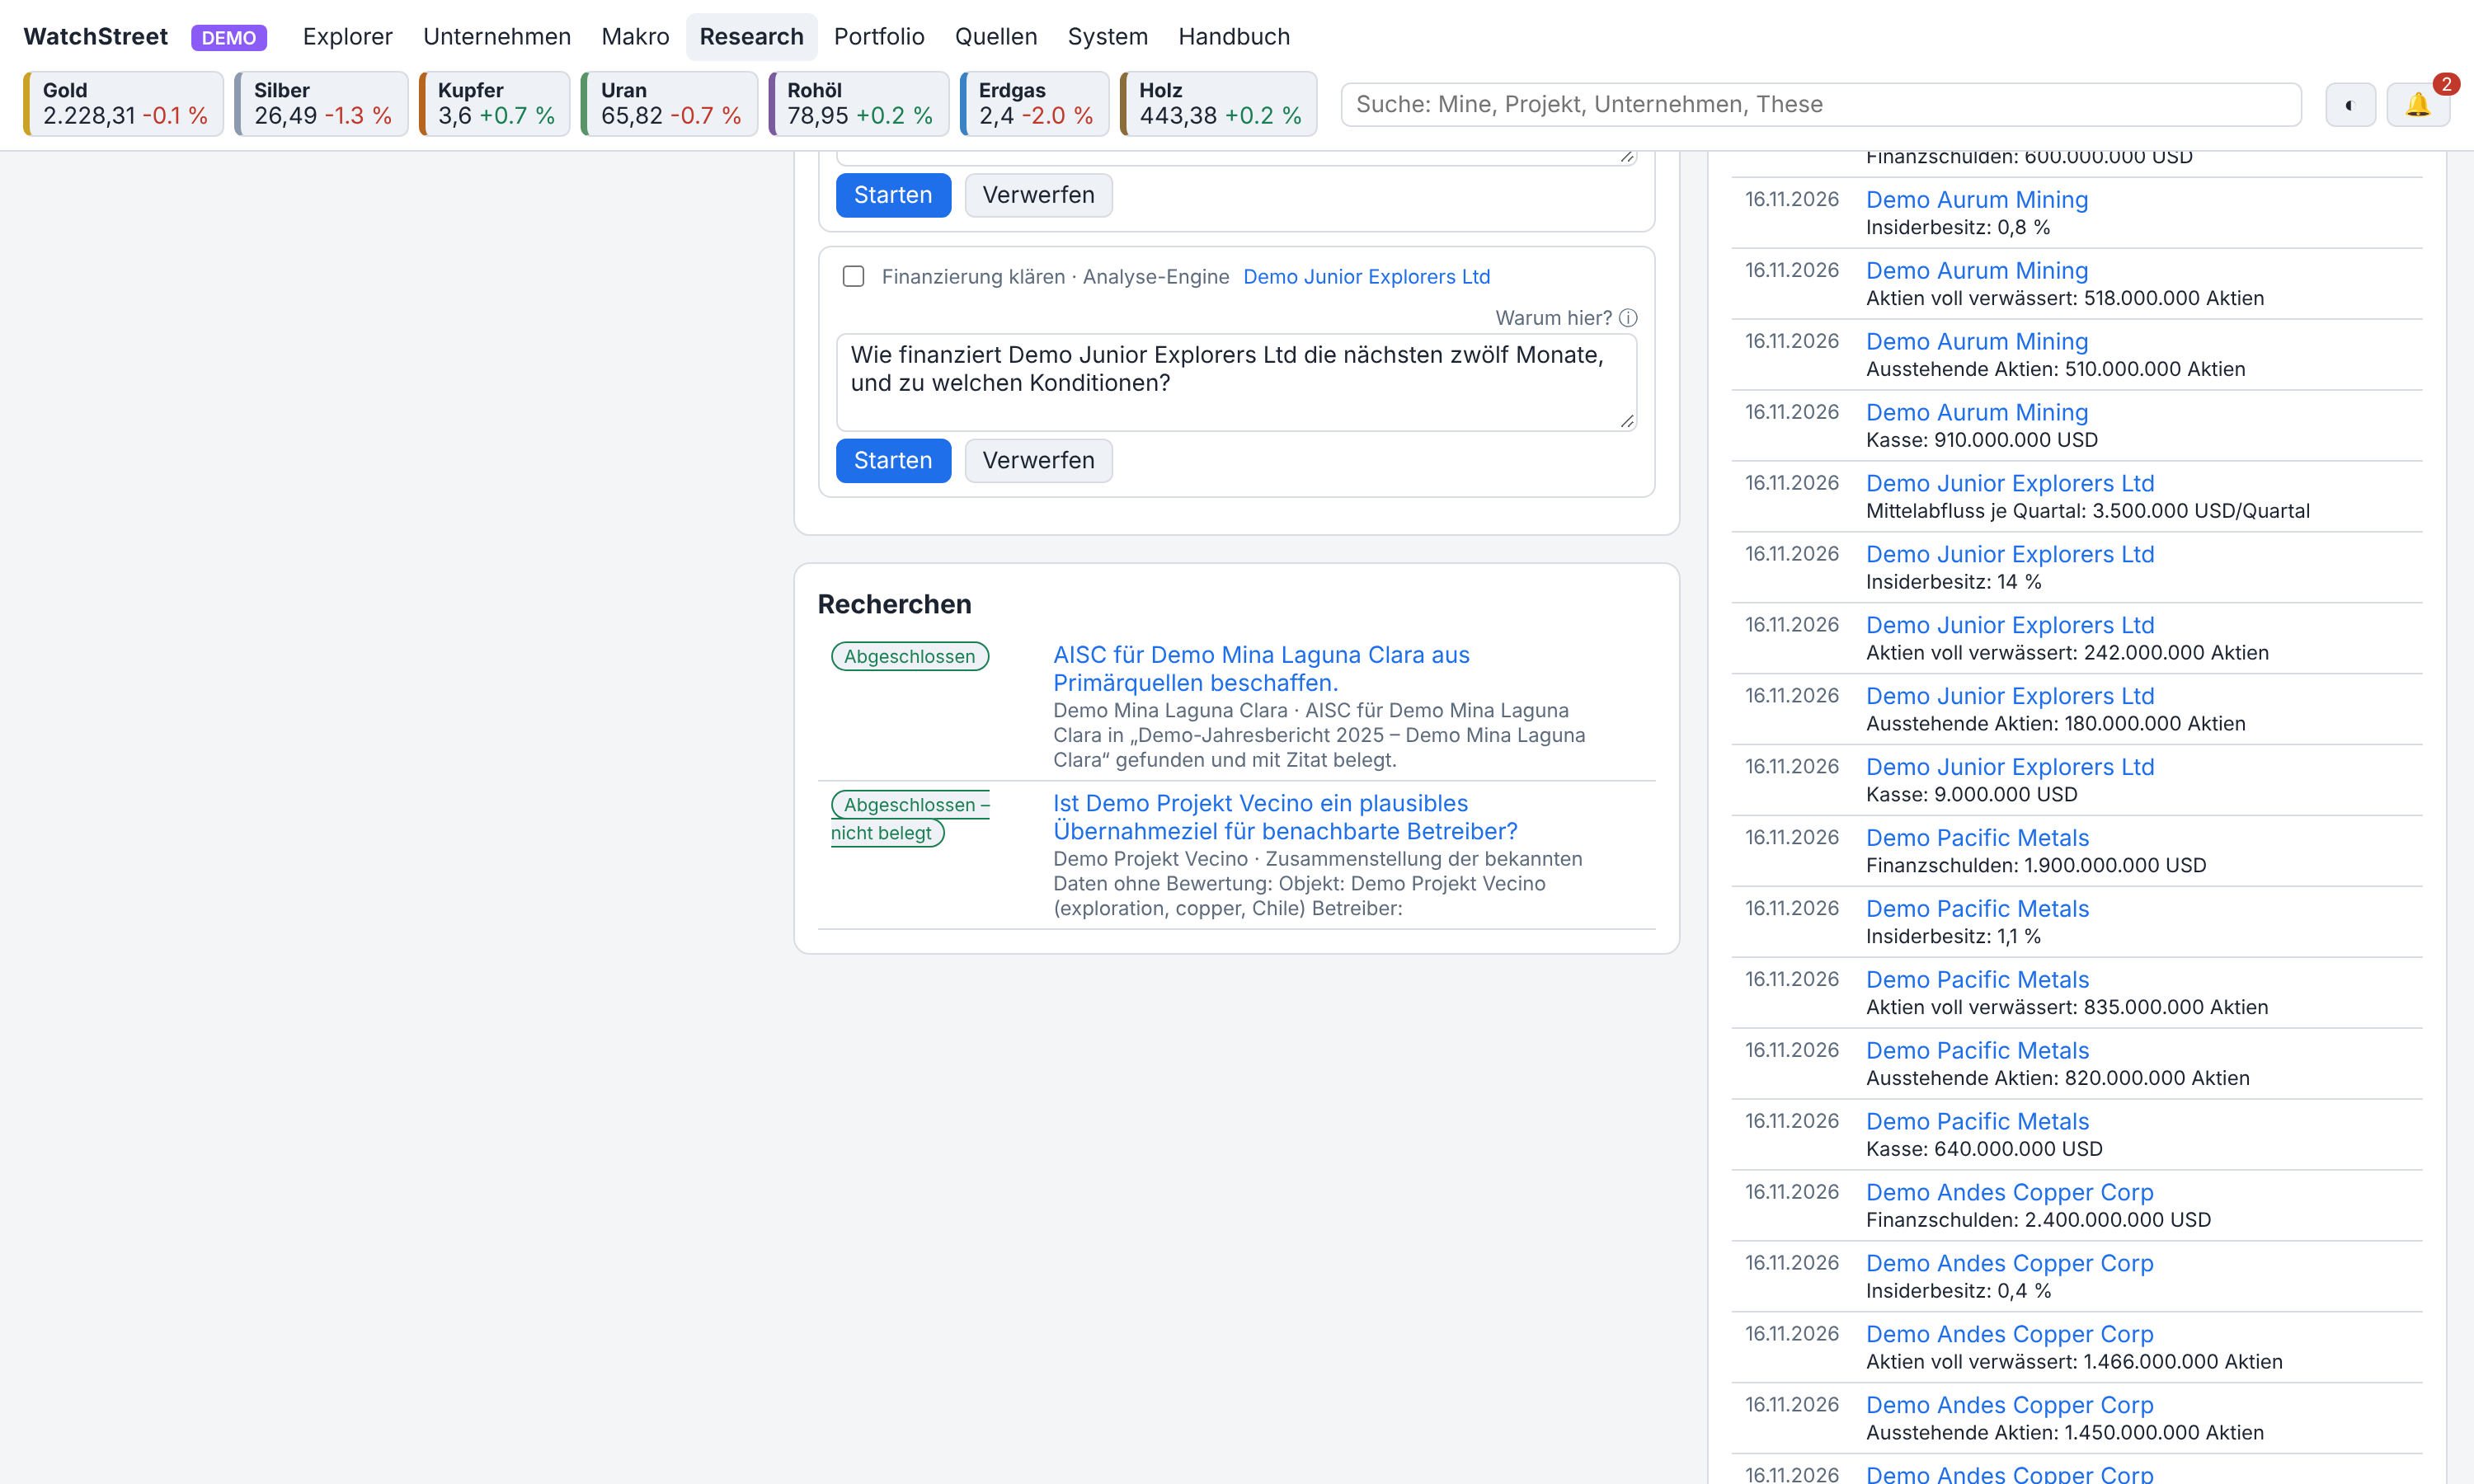 WatchStreet DEMO Explorer Unternehmen Makro Research Portfolio Quellen System Handbuch
Gold
2.228,31 -0.1 %
Silber
26,49 -1.3 %
Kupfer
3,6 +0.7 %
Uran
65,82 -0.7 %
Rohöl
78,95 +0.2 %
Erdgas
2,4 -2.0 %
Holz
443,38 +0.2 %
Suche: Mine, Projekt, Unternehmen, These
2
Starten Verwerfen
Finanzierung klären · Analyse-Engine Demo Junior Explorers Ltd
Warum hier? ⓘ
Wie finanziert Demo Junior Explorers Ltd die nächsten zwölf Monate,
und zu welchen Konditionen?
Starten Verwerfen
Recherchen
Abgeschlossen
AISC für Demo Mina Laguna Clara aus
Primärquellen beschaffen.
Demo Mina Laguna Clara · AISC für Demo Mina Laguna
Clara in „Demo-Jahresbericht 2025 – Demo Mina Laguna
Clara“ gefunden und mit Zitat belegt.
Abgeschlossen –
nicht belegt
Ist Demo Projekt Vecino ein plausibles
Übernahmeziel für benachbarte Betreiber?
Demo Projekt Vecino · Zusammenstellung der bekannten
Daten ohne Bewertung: Objekt: Demo Projekt Vecino
(exploration, copper, Chile) Betreiber:
Finanzschulden: 600.000.000 USD
16.11.2026 Demo Aurum Mining
Insiderbesitz: 0,8 %
16.11.2026 Demo Aurum Mining
Aktien voll verwässert: 518.000.000 Aktien
16.11.2026 Demo Aurum Mining
Ausstehende Aktien: 510.000.000 Aktien
16.11.2026 Demo Aurum Mining
Kasse: 910.000.000 USD
16.11.2026 Demo Junior Explorers Ltd
Mittelabfluss je Quartal: 3.500.000 USD/Quartal
16.11.2026 Demo Junior Explorers Ltd
Insiderbesitz: 14 %
16.11.2026 Demo Junior Explorers Ltd
Aktien voll verwässert: 242.000.000 Aktien
16.11.2026 Demo Junior Explorers Ltd
Ausstehende Aktien: 180.000.000 Aktien
16.11.2026 Demo Junior Explorers Ltd
Kasse: 9.000.000 USD
16.11.2026 Demo Pacific Metals
Finanzschulden: 1.900.000.000 USD
16.11.2026 Demo Pacific Metals
Insiderbesitz: 1,1 %
16.11.2026 Demo Pacific Metals
Aktien voll verwässert: 835.000.000 Aktien
16.11.2026 Demo Pacific Metals
Ausstehende Aktien: 820.000.000 Aktien
16.11.2026 Demo Pacific Metals
Kasse: 640.000.000 USD
16.11.2026 Demo Andes Copper Corp
Finanzschulden: 2.400.000.000 USD
16.11.2026 Demo Andes Copper Corp
Insiderbesitz: 0,4 %
16.11.2026 Demo Andes Copper Corp
Aktien voll verwässert: 1.466.000.000 Aktien
16.11.2026 Demo Andes Copper Corp
Ausstehende Aktien: 1.450.000.000 Aktien
16.11.2026 Demo Andes Copper Corp